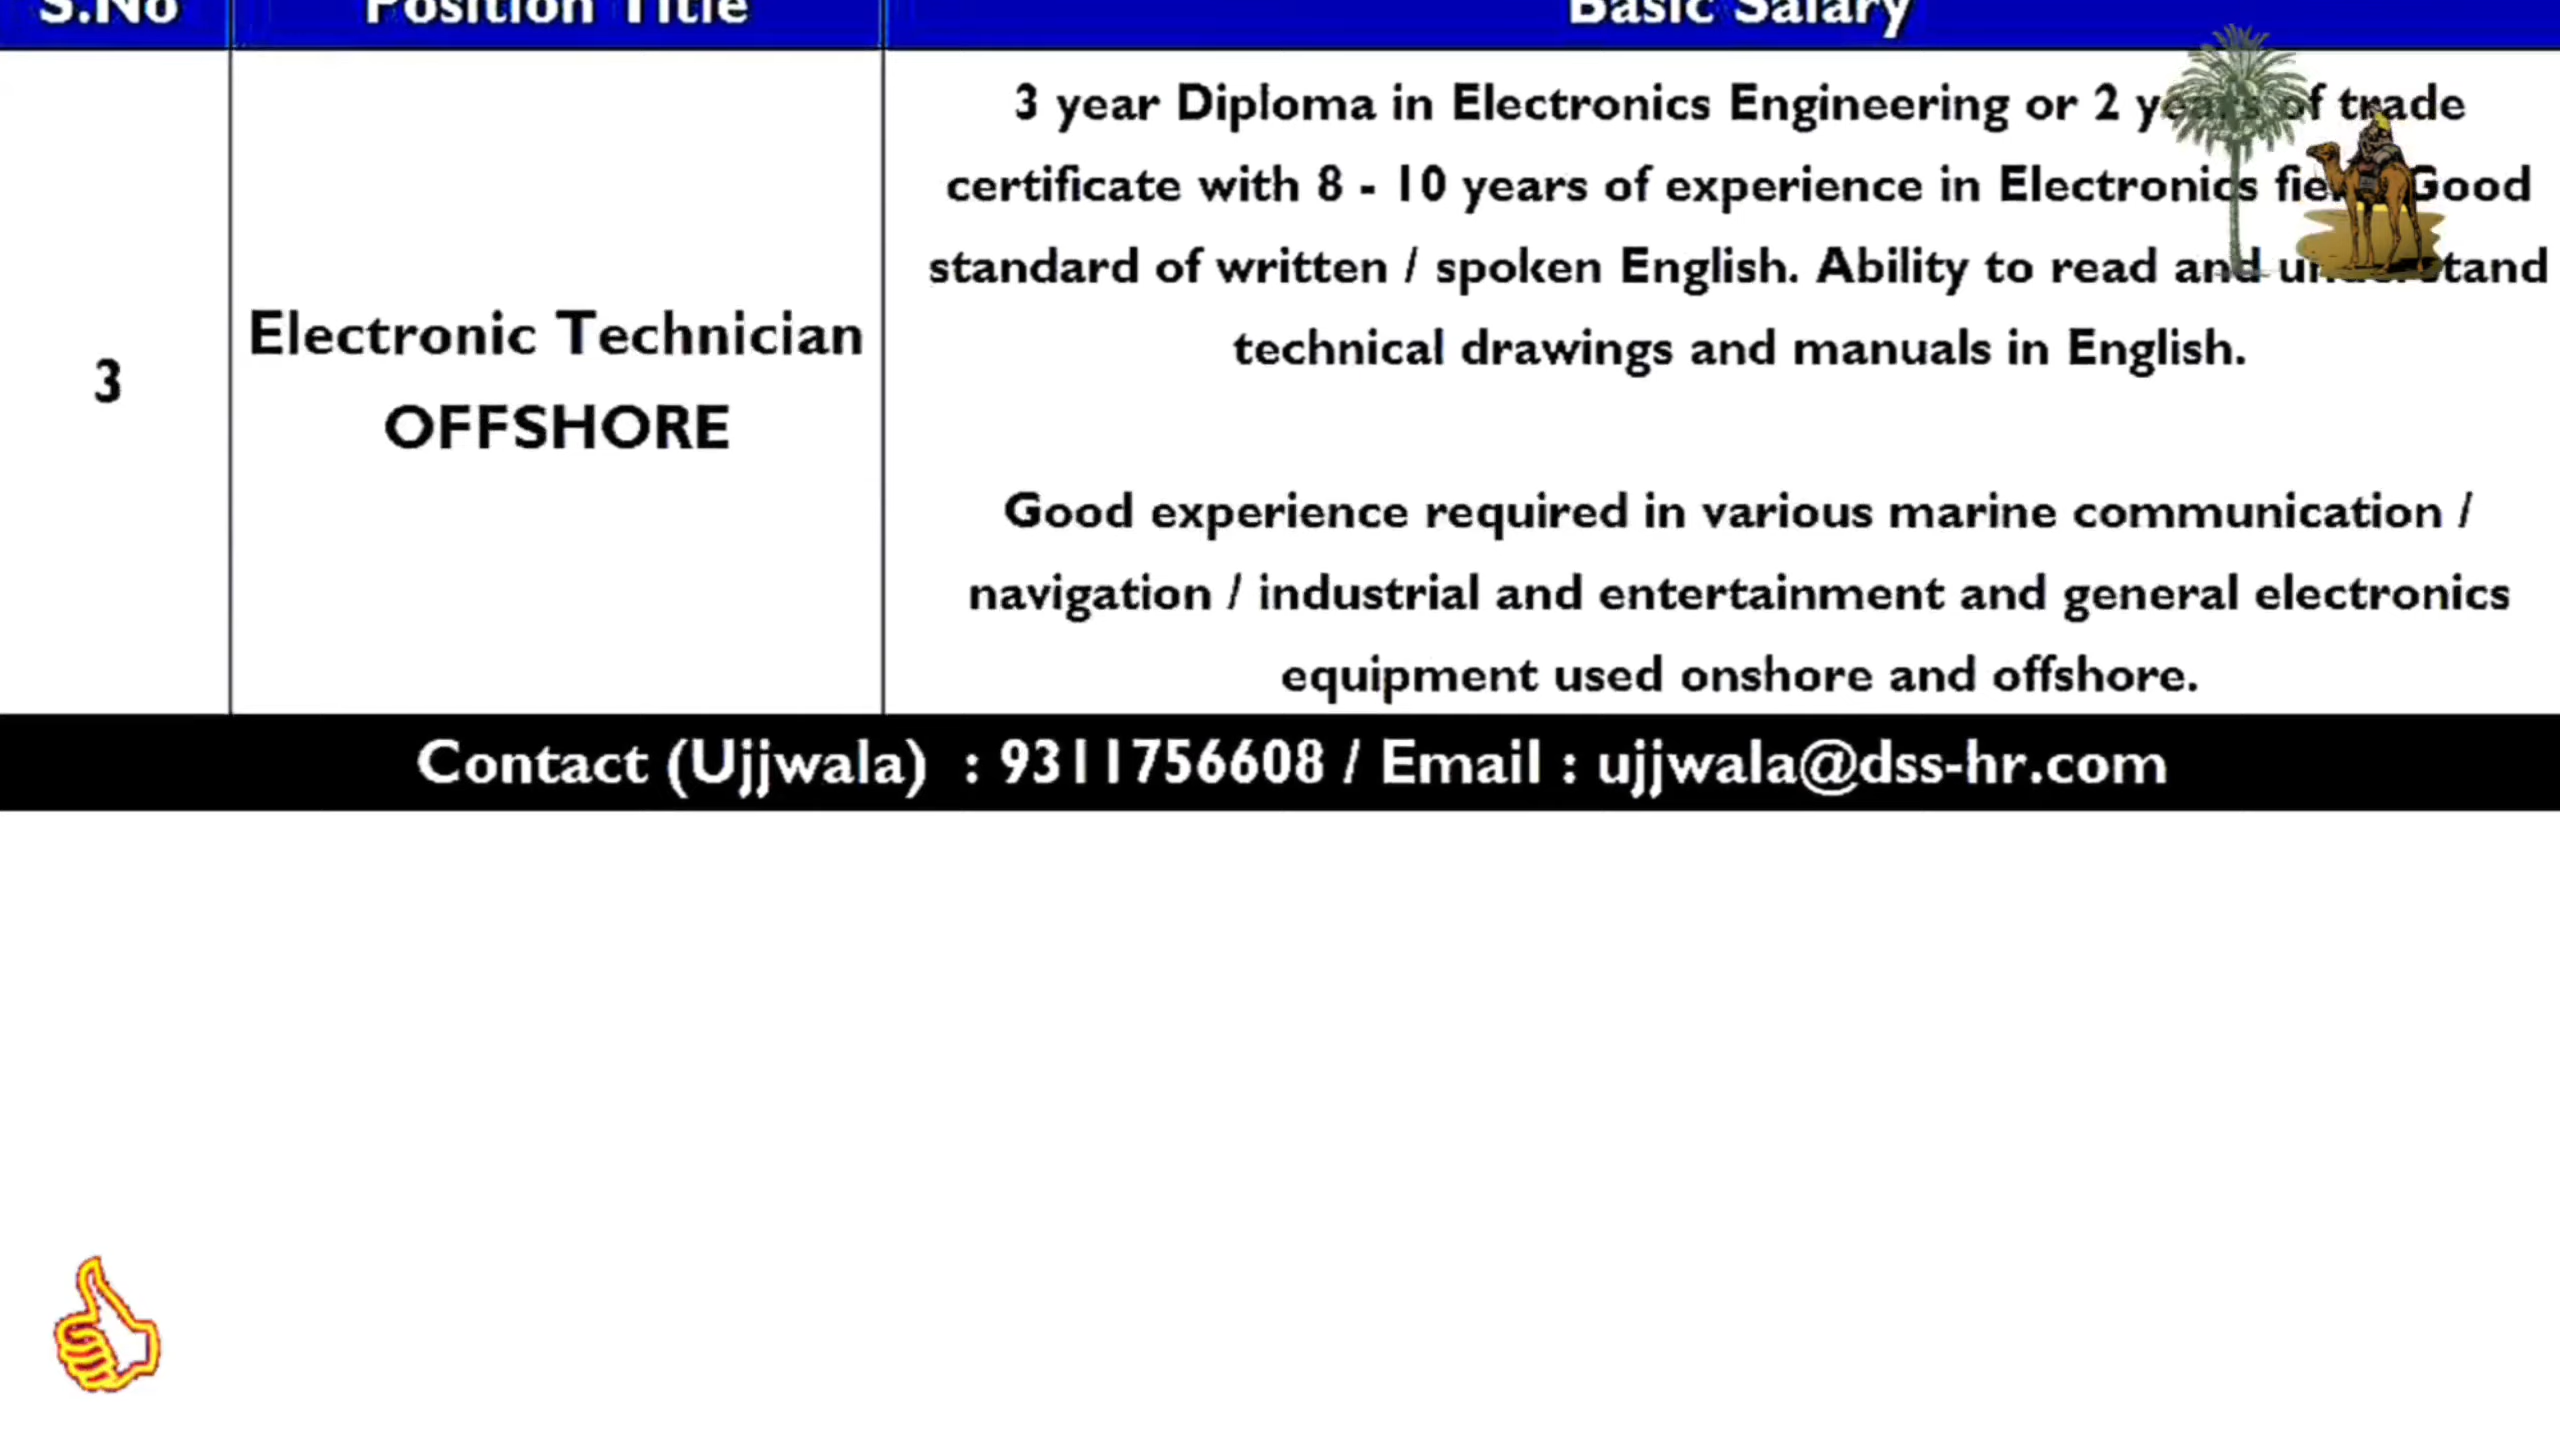 S.No Position Title Basic Salary
3 year Diploma in Electronics Engineering or 2 years of trade
certificate with 8 - 10 years of experience in Electronics Good
standard of written / spoken English. Ability to read and understand
technical drawings and manuals in English.
Electronic Technician
3
OFFSHORE
Good experience required in various marine communication /
navigation / industrial and entertainment and general electronics
equipment used onshore and offshore.
Contact (Ujjwala) : 9311756608 / Email : ujjwala@dss-hr.com